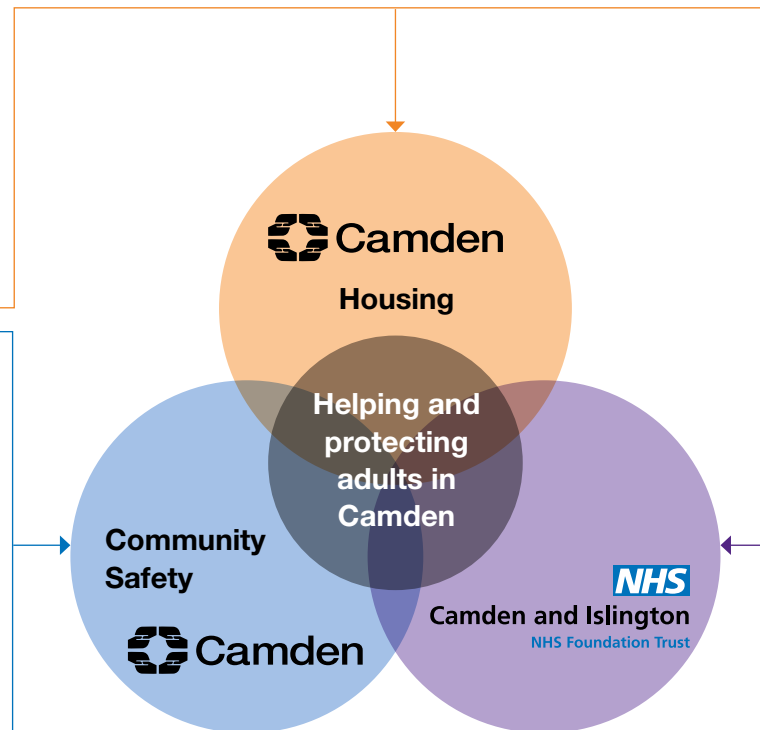 Camden
Housing
Helping and
protecting
adults in
Camden
Community
Safety
Camden
NHS
Camden and Islington
NHS Foundation Trust